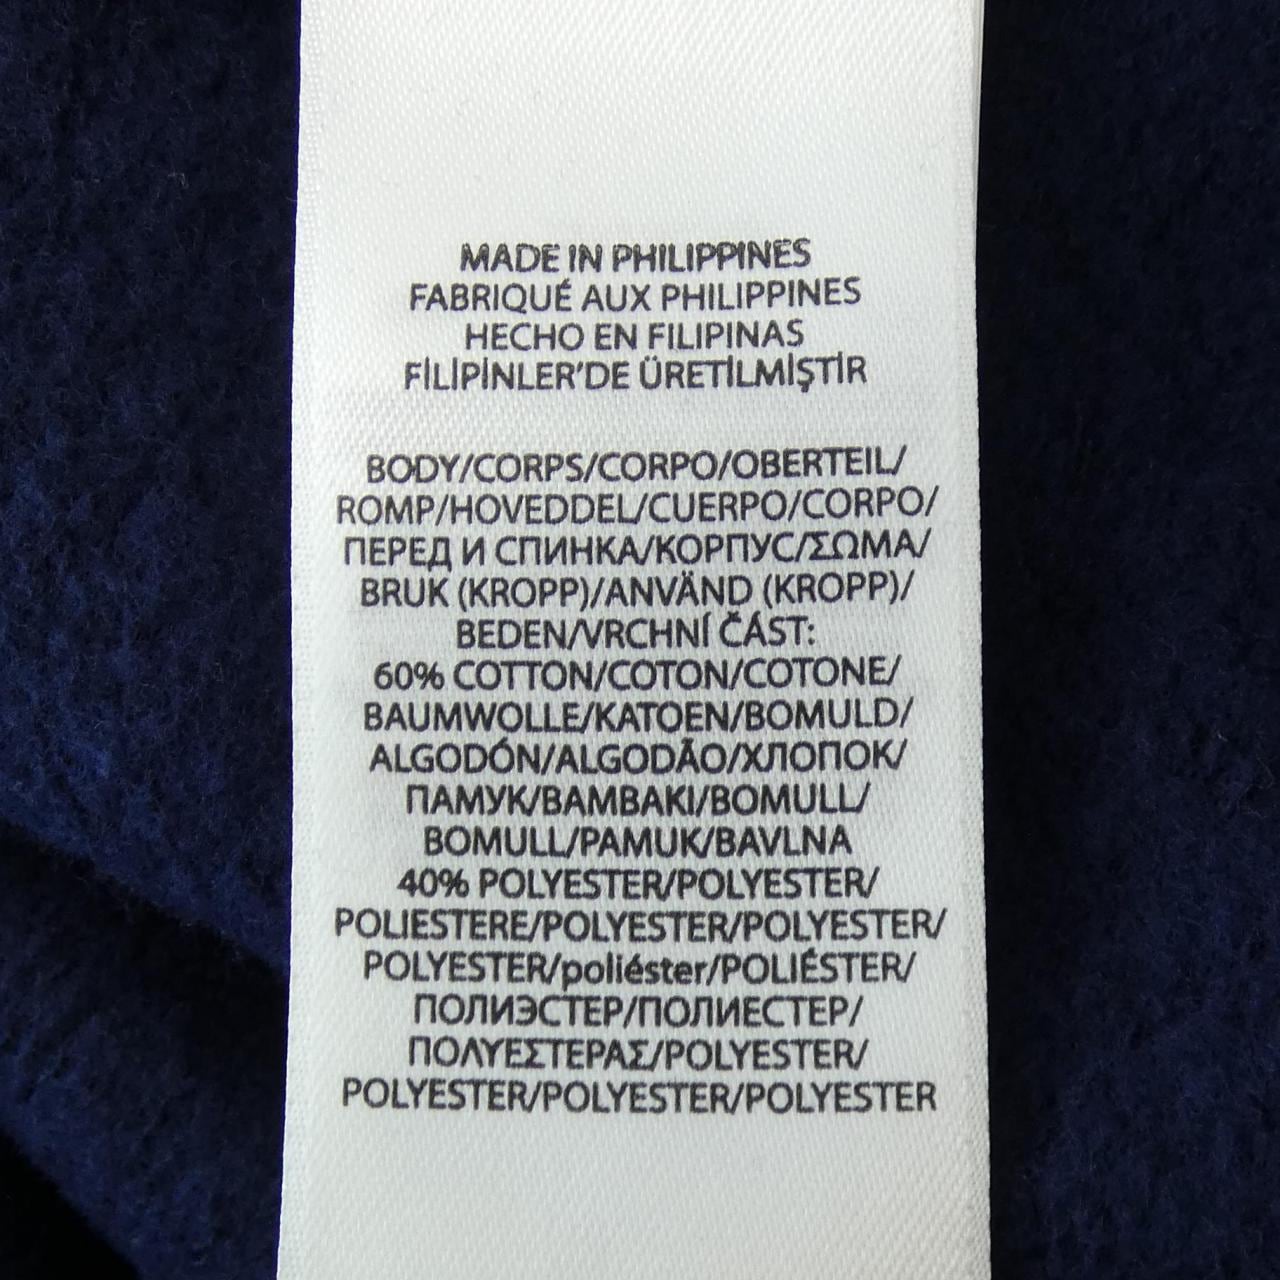 MADE IN PHILIPPINES
FABRIQUÉ AUX PHILIPPINES
HECHO EN FILIPINAS
FİLİPİNLER'DE ÜRETİLMİŞTİR
BODY/CORPS/CORPO/OBERTEIL/
ROMP/HOVEDDEL/CUERPO/CORPO/
ПЕРЕД И СПИНКА/КОРПУС/ΣΩΜΑ/
BRUK (KROPP)/ANVÄND (KROPP)/
BEDEN/VRCHNÍ ČÁST:
60% COTTON/COTON/COTONE/
BAUMWOLLE/KATOEN/BOMULD/
ALGODÓN/ALGODÃO/ХЛОПОК/
ПАМУК/ΒΑΜΒΑΚΙ/BOMULL/
BOMULL/PAMUK/BAVLNA
40% POLYESTER/POLYESTER/
POLIESTERE/POLYESTER/POLYESTER/
POLYESTER/poliéster/POLIÉSTER/
ПОЛИЭСТЕР/ПОЛИЕСТЕР/
ΠΟΛΥΕΣΤΕΡΑΣ/POLYESTER/
POLYESTER/POLYESTER/POLYESTER